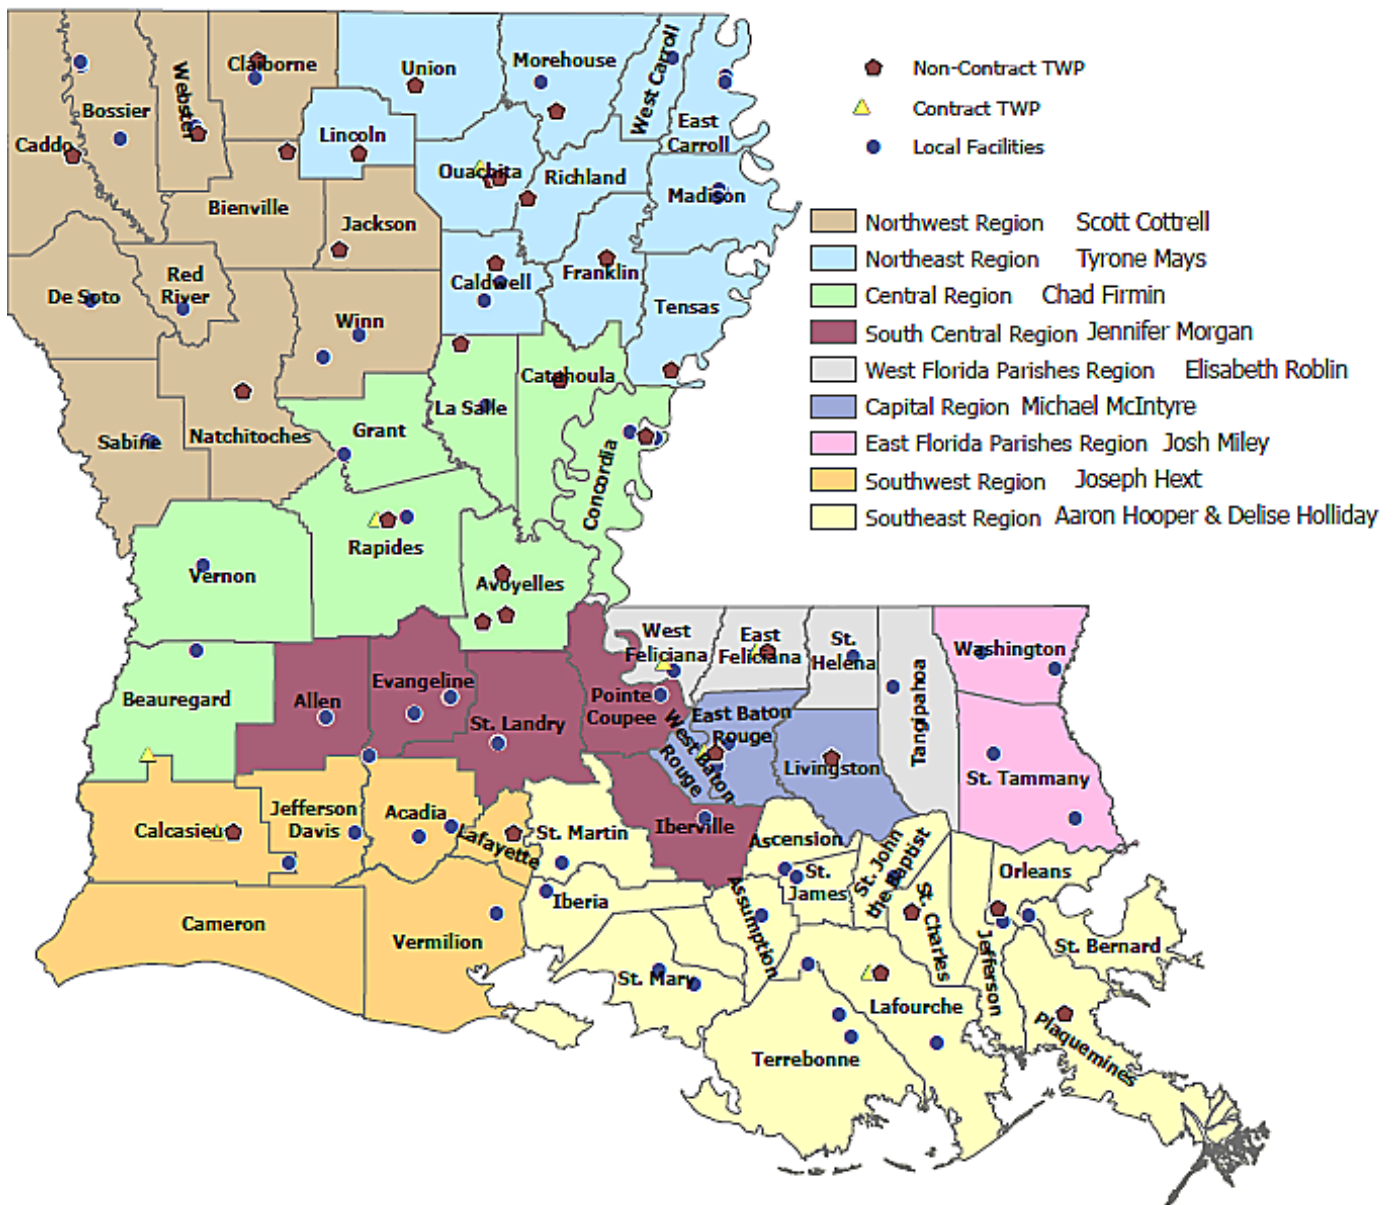 Non-Contract TWP
Contract TWP
Local Facilities
Northwest Region Scott Cottrell
Northeast Region Tyrone Mays
Central Region Chad Firmin
South Central Region Jennifer Morgan
West Florida Parishes Region Elisabeth Roblin
Capital Region Michael McIntyre
East Florida Parishes Region Josh Miley
Southwest Region Joseph Hext
Southeast Region Aaron Hooper & Delise Holliday
Caddo
Bossier
Webster
Claiborne
Union
Morehouse
West Carroll
East
Carroll
Lincoln
Ouachita
Richland
Madison
Bienville
Jackson
De Soto
Red
River
Winn
Caldwell
Franklin
Tensas
Sabine
Natchitoches
Grant
La Salle
Catahoula
Concordia
Vernon
Rapides
Avoyelles
Beauregard
Allen
Evangeline
St. Landry
Pointe
Coupee
West
Feliciana
East
Feliciana
St.
Helena
Tangipahoa
Washington
St. Tammany
East Baton
Rouge
West Baton
Rouge
Livingston
Calcasieu
Jefferson
Davis
Acadia
Lafayette
St. Martin
Iberville
Ascension
St. John
the Baptist
Orleans
Cameron
Vermilion
Iberia
Assumption
St.
James
St. Charles
Jefferson
St. Bernard
St. Mary
Lafourche
Terrebonne
Plaquemines